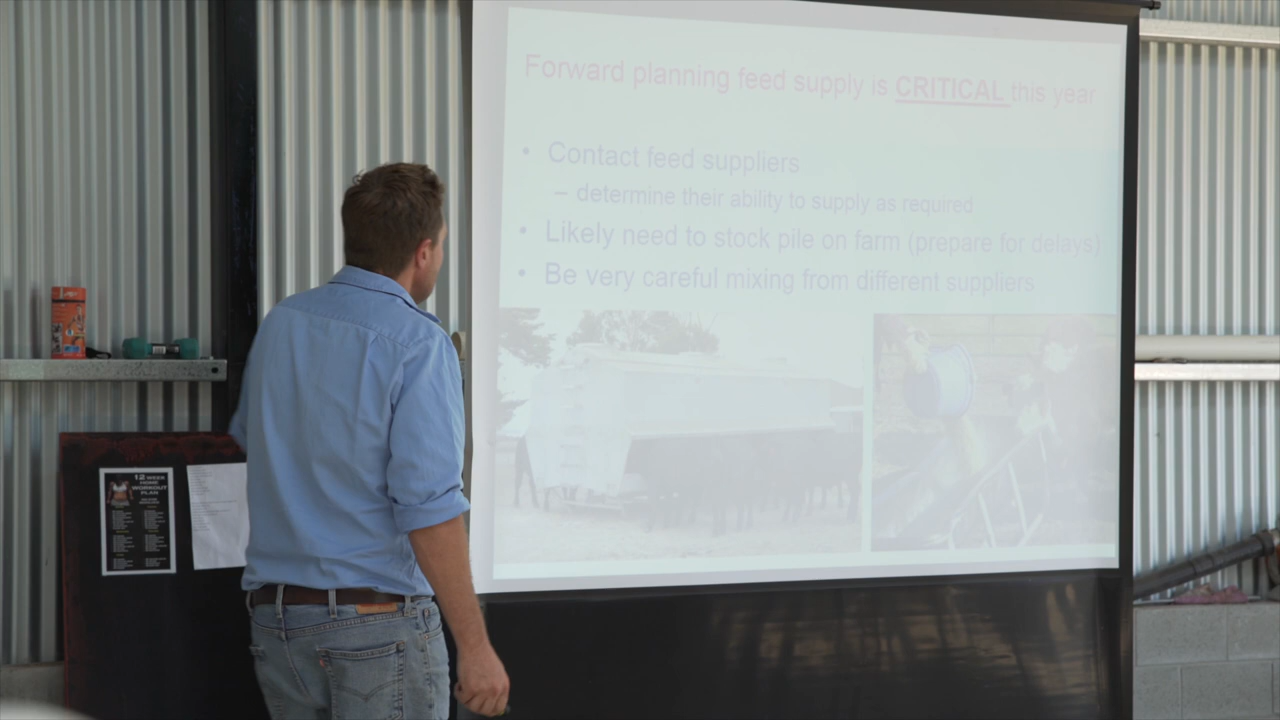 Forward planning feed supply is CRITICAL this year
• Contact feed suppliers
– determine their ability to supply as required
• Likely need to stock pile on farm (prepare for delays)
• Be very careful mixing from different suppliers
12 WEEK
HOME
WORKOUT
PLAN